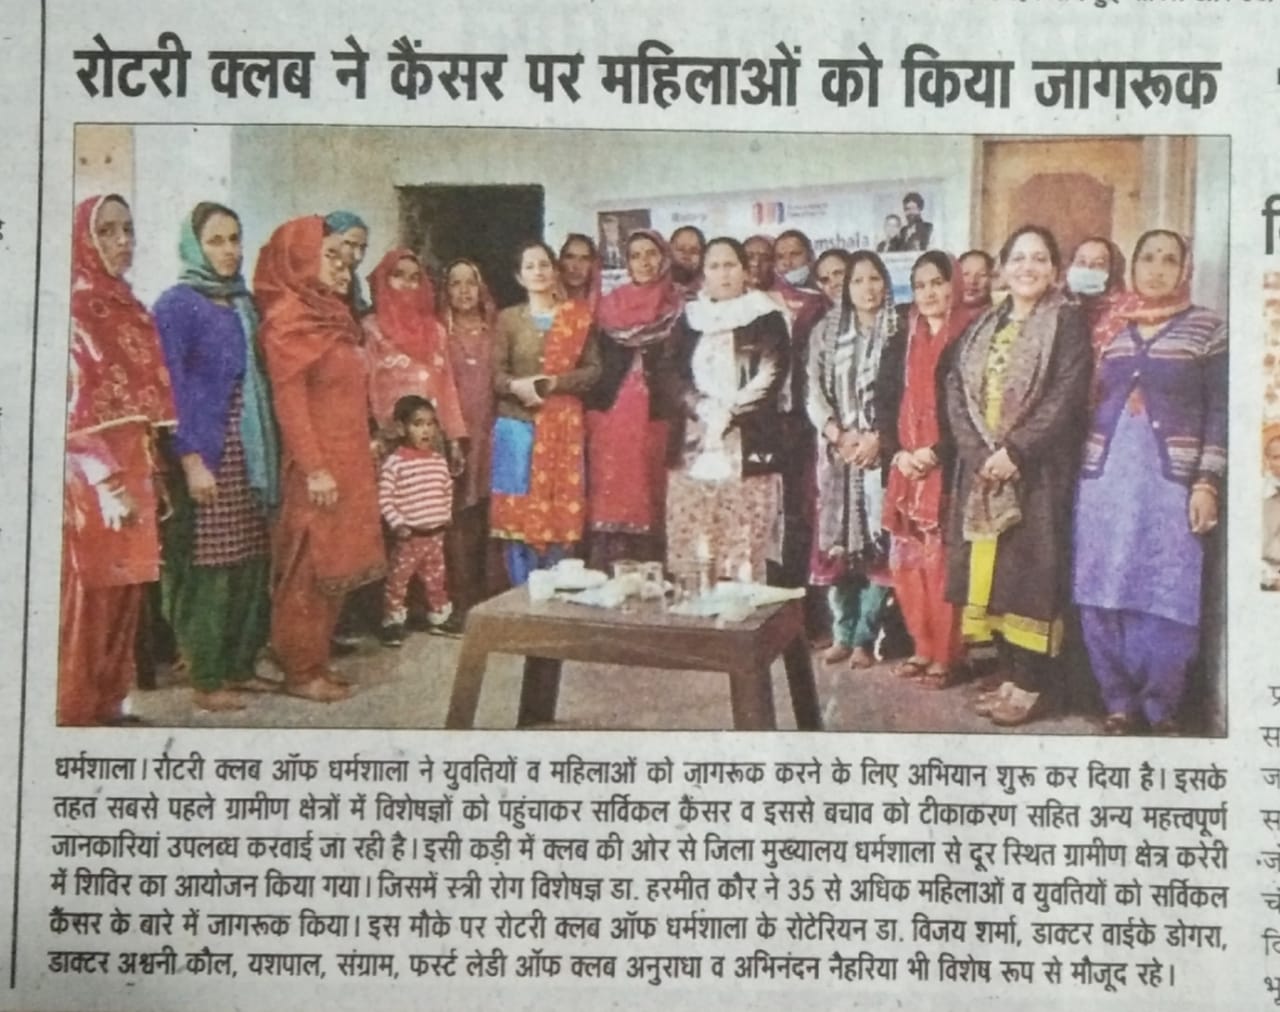 रोटरी क्लब ने कैंसर पर महिलाओं को किया जागरूक
Rotary
amshala
धर्मशाला। रोटरी क्लब ऑफ धर्मशाला ने युवतियों व महिलाओं को जागरूक करने के लिए अभियान शुरू कर दिया है। इसके
तहत सबसे पहले ग्रामीण क्षेत्रों में विशेषज्ञों को पहुंचाकर सर्विकल कैंसर व इससे बचाव को टीकाकरण सहित अन्य महत्त्वपूर्ण
जानकारियां उपलब्ध करवाई जा रही है। इसी कड़ी में क्लब की ओर से जिला मुख्यालय धर्मशाला से दूर स्थित ग्रामीण क्षेत्र करेरी
में शिविर का आयोजन किया गया। जिसमें स्त्री रोग विशेषज्ञ डा. हरमीत कौर ने 35 से अधिक महिलाओं व युवतियों को सर्विकल
कैंसर के बारे में जागरूक किया। इस मौके पर रोटरी क्लब ऑफ धर्मशाला के रोटेरियन डा. विजय शर्मा, डाक्टर वाईके डोगरा,
डाक्टर अश्वनी कौल, यशपाल, संग्राम, फर्स्ट लेडी ऑफ क्लब अनुराधा व अभिनंदन नैहरिया भी विशेष रूप से मौजूद रहे।